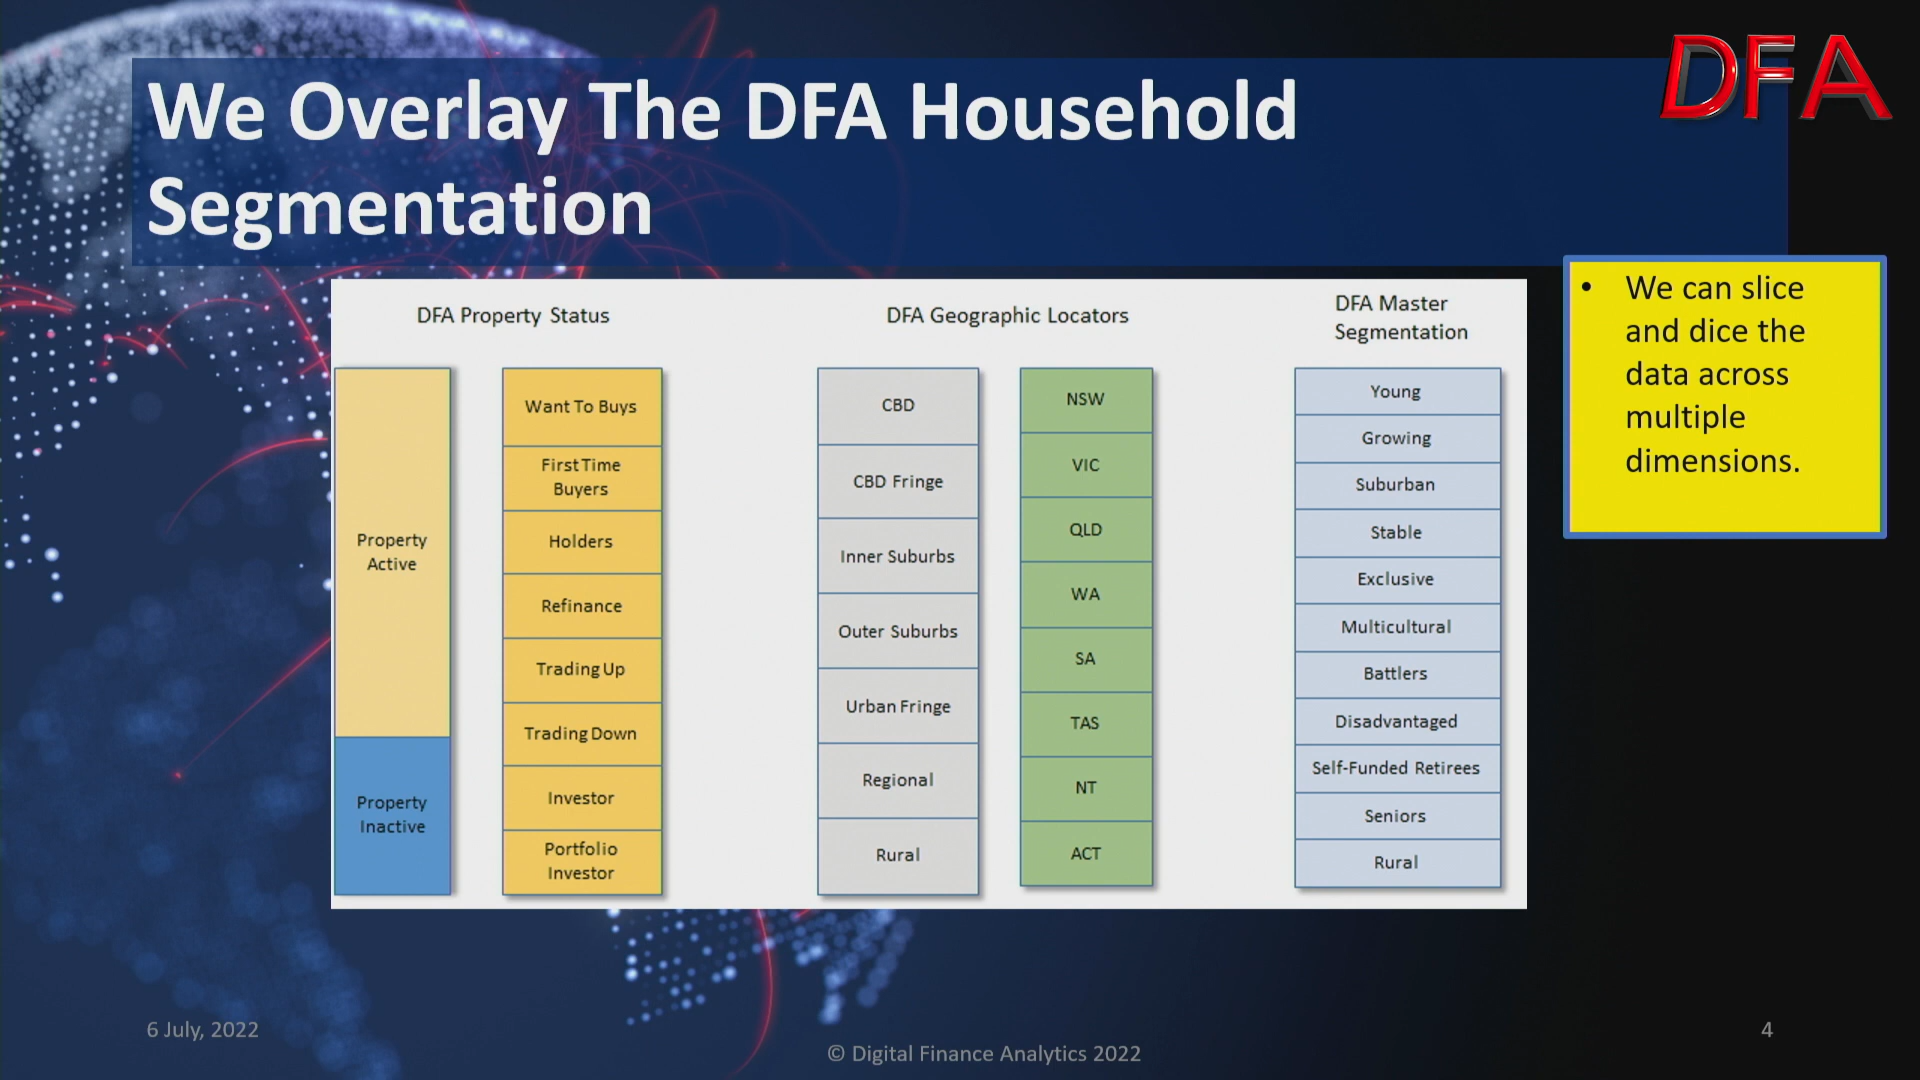 DFA
We Overlay The DFA Household
Segmentation
DFA Property Status
Property
Active
Property
Inactive
Want To Buys
First Time
Buyers
Holders
Refinance
Trading Up
Trading Down
Investor
Portfolio
Investor
DFA Geographic Locators
CBD
CBD Fringe
Inner Suburbs
Outer Suburbs
Urban Fringe
Regional
Rural
NSW
VIC
QLD
WA
SA
TAS
NT
ACT
DFA Master
Segmentation
Young
Growing
Suburban
Stable
Exclusive
Multicultural
Battlers
Disadvantaged
Self-Funded Retirees
Seniors
Rural
• We can slice
and dice the
data across
multiple
dimensions.
6 July, 2022
© Digital Finance Analytics 2022
4